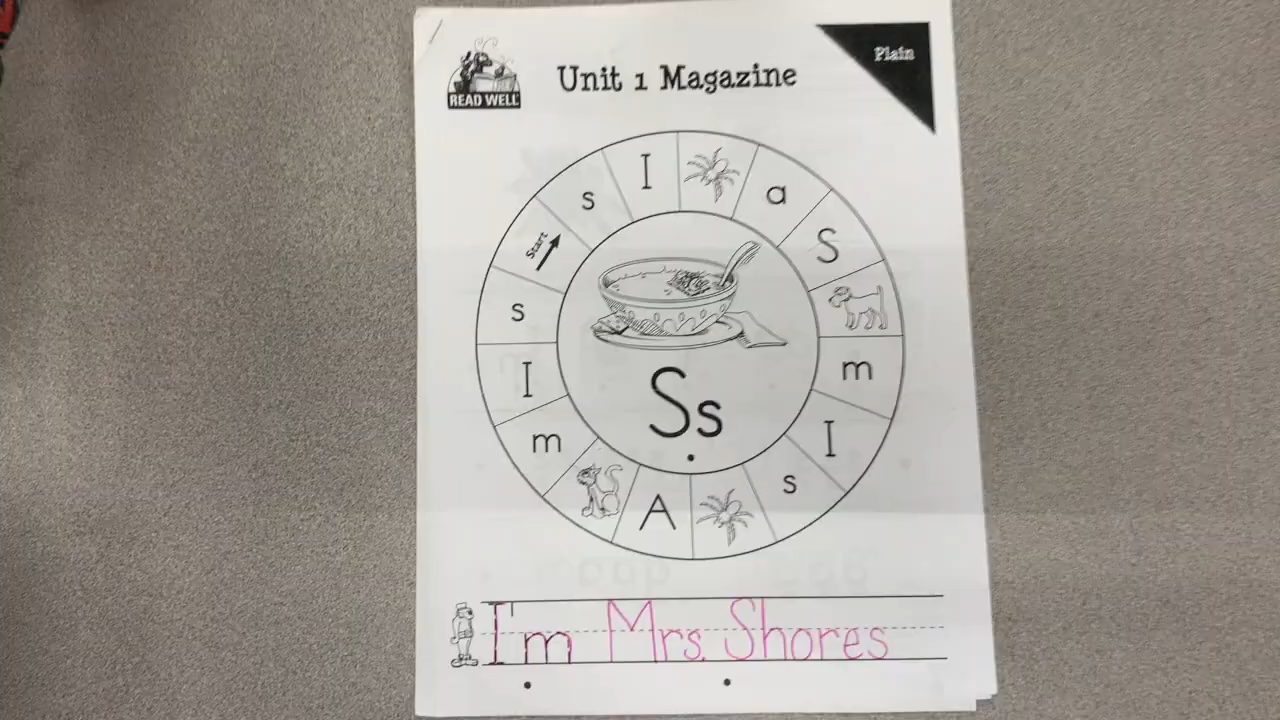 READ WELL
Unit 1 Magazine
Plain
Start
s
I
a
S
m
I
s
A
m
I
s
Ss
I'm Mrs. Shores